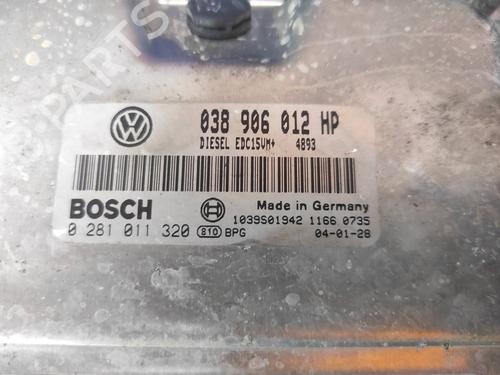 038 906 012 HP
DIESEL EDC15VM+ 4893
BOSCH
Made in Germany
1039S01942 1166 0735
0 281 011 320 810 BPG 04-01-28